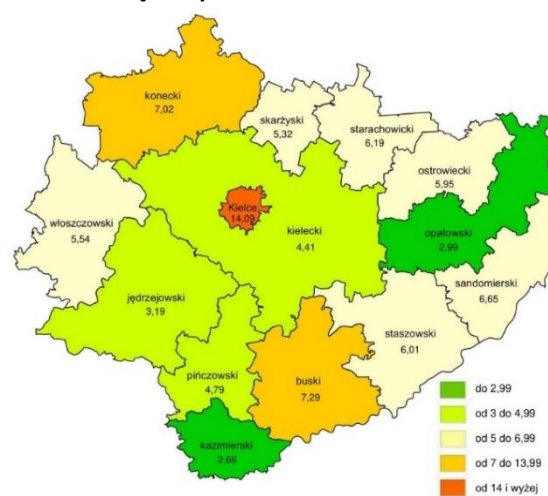 konecki
7,02
skarżyski
5,32
starachowicki
6,19
ostrowiecki
5,95
włoszczowski
5,54
Kielce
14,09
kielecki
4,41
opatowski
2,99
sandomierski
6,65
jędrzejowski
3,19
staszowski
6,01
pińczowski
4,79
buski
7,29
kazimierski
2,66
do 2,99
od 3 do 4,99
od 5 do 6,99
od 7 do 13,99
od 14 i wyżej